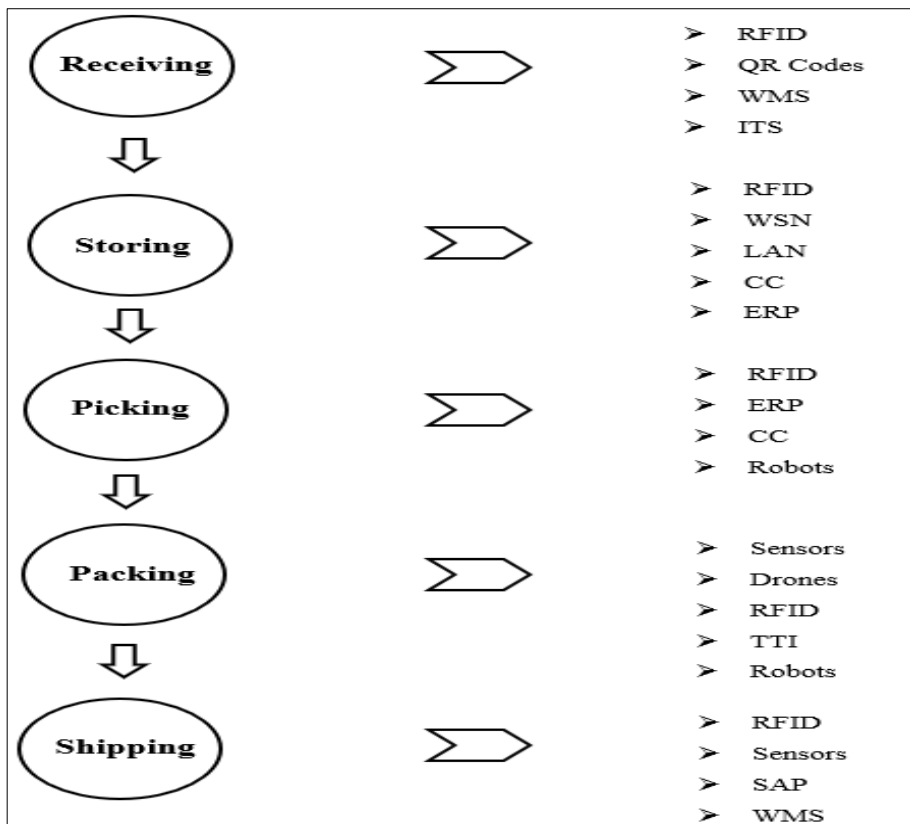 Receiving
RFID
QR Codes
WMS
ITS
Storing
RFID
WSN
LAN
CC
ERP
Picking
RFID
ERP
CC
Robots
Packing
Sensors
Drones
RFID
TTI
Robots
Shipping
RFID
Sensors
SAP
WMS